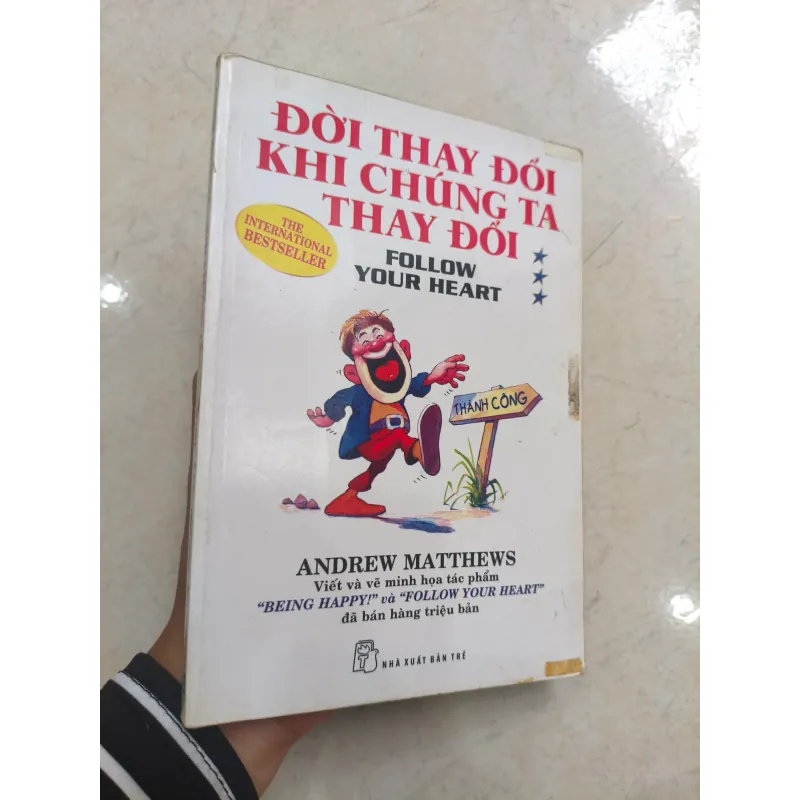 ĐỜI THAY ĐỔI
KHI CHÚNG TA
THAY ĐỔI
THE
INTERNATIONAL
BESTSELLER
FOLLOW
YOUR HEART
THÀNH CÔNG
ANDREW MATTHEWS
Viết và vẽ minh họa tác phẩm
“BEING HAPPY!” và “FOLLOW YOUR HEART”
đã bán hàng triệu bản
NHÀ XUẤT BẢN TRẺ